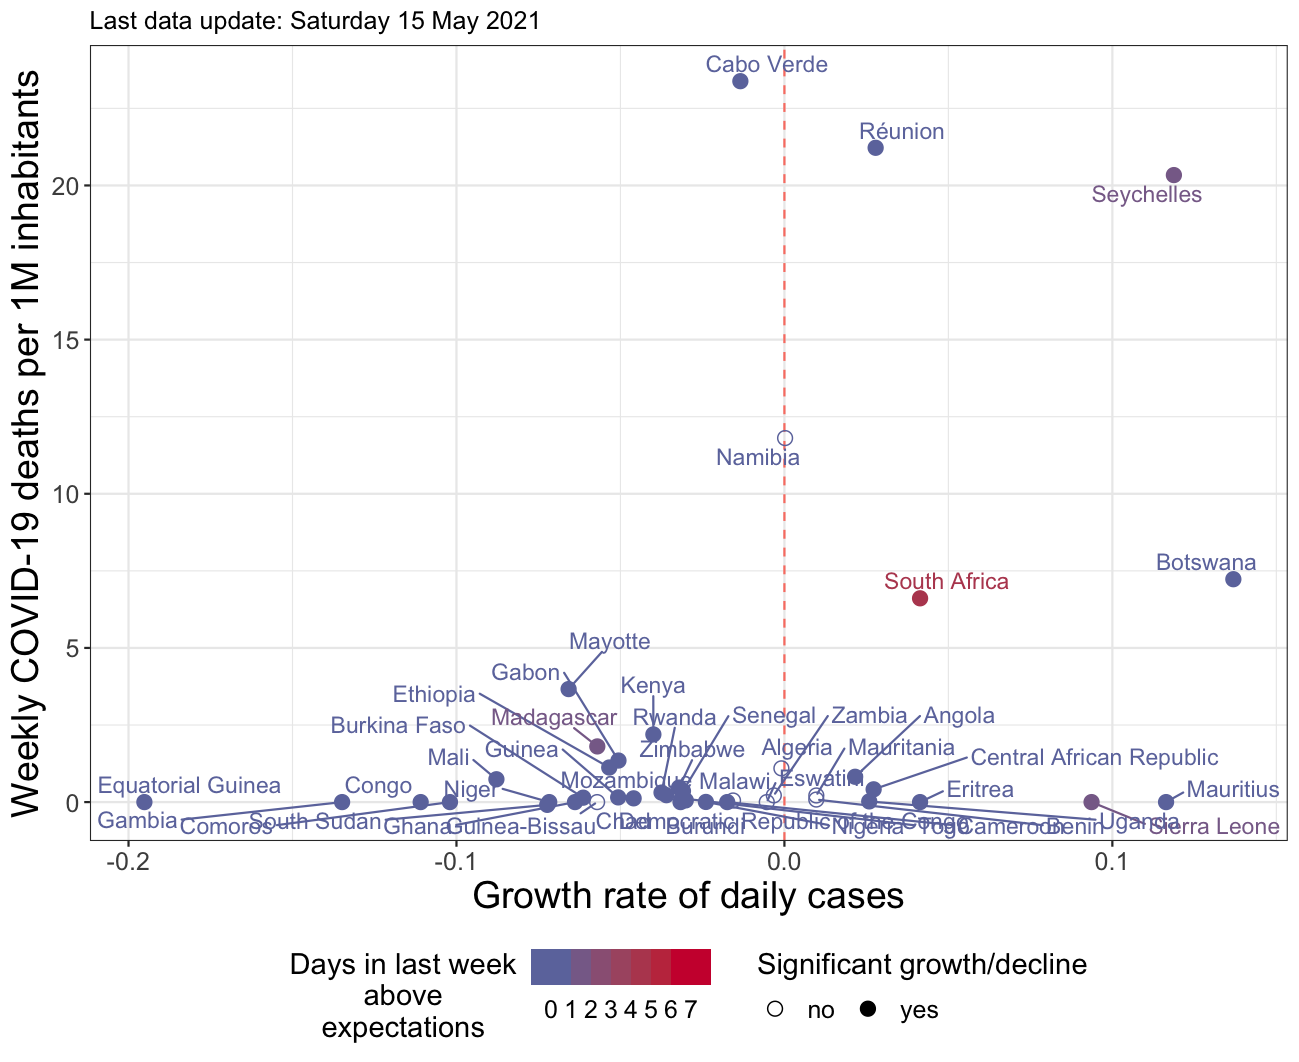 Last data update: Saturday 15 May 2021
Weekly COVID-19 deaths per 1M inhabitants
20
15
10
5
0
Cabo Verde
Réunion
Seychelles
Namibia
Botswana
South Africa
Mayotte
Gabon
Kenya
Ethiopia
Madagascar
Rwanda
Senegal
Zambia
Angola
Burkina Faso
Guinea
Zimbabwe
Algeria
Mauritania
Mali
Central African Republic
Equatorial Guinea
Congo
Niger
Mozambique
Malawi
Eswatini
Eritrea
Mauritius
Gambia
Comoros
South Sudan
Ghana
Guinea-Bissau
Chad
Democratic Republic of the Congo
Burundi
Nigeria
Togo
Cameroon
Benin
Uganda
Sierra Leone
-0.2
-0.1
0.0
0.1
Growth rate of daily cases
Days in last week
above
expectations
0 1 2 3 4 5 6 7
Significant growth/decline
no
yes